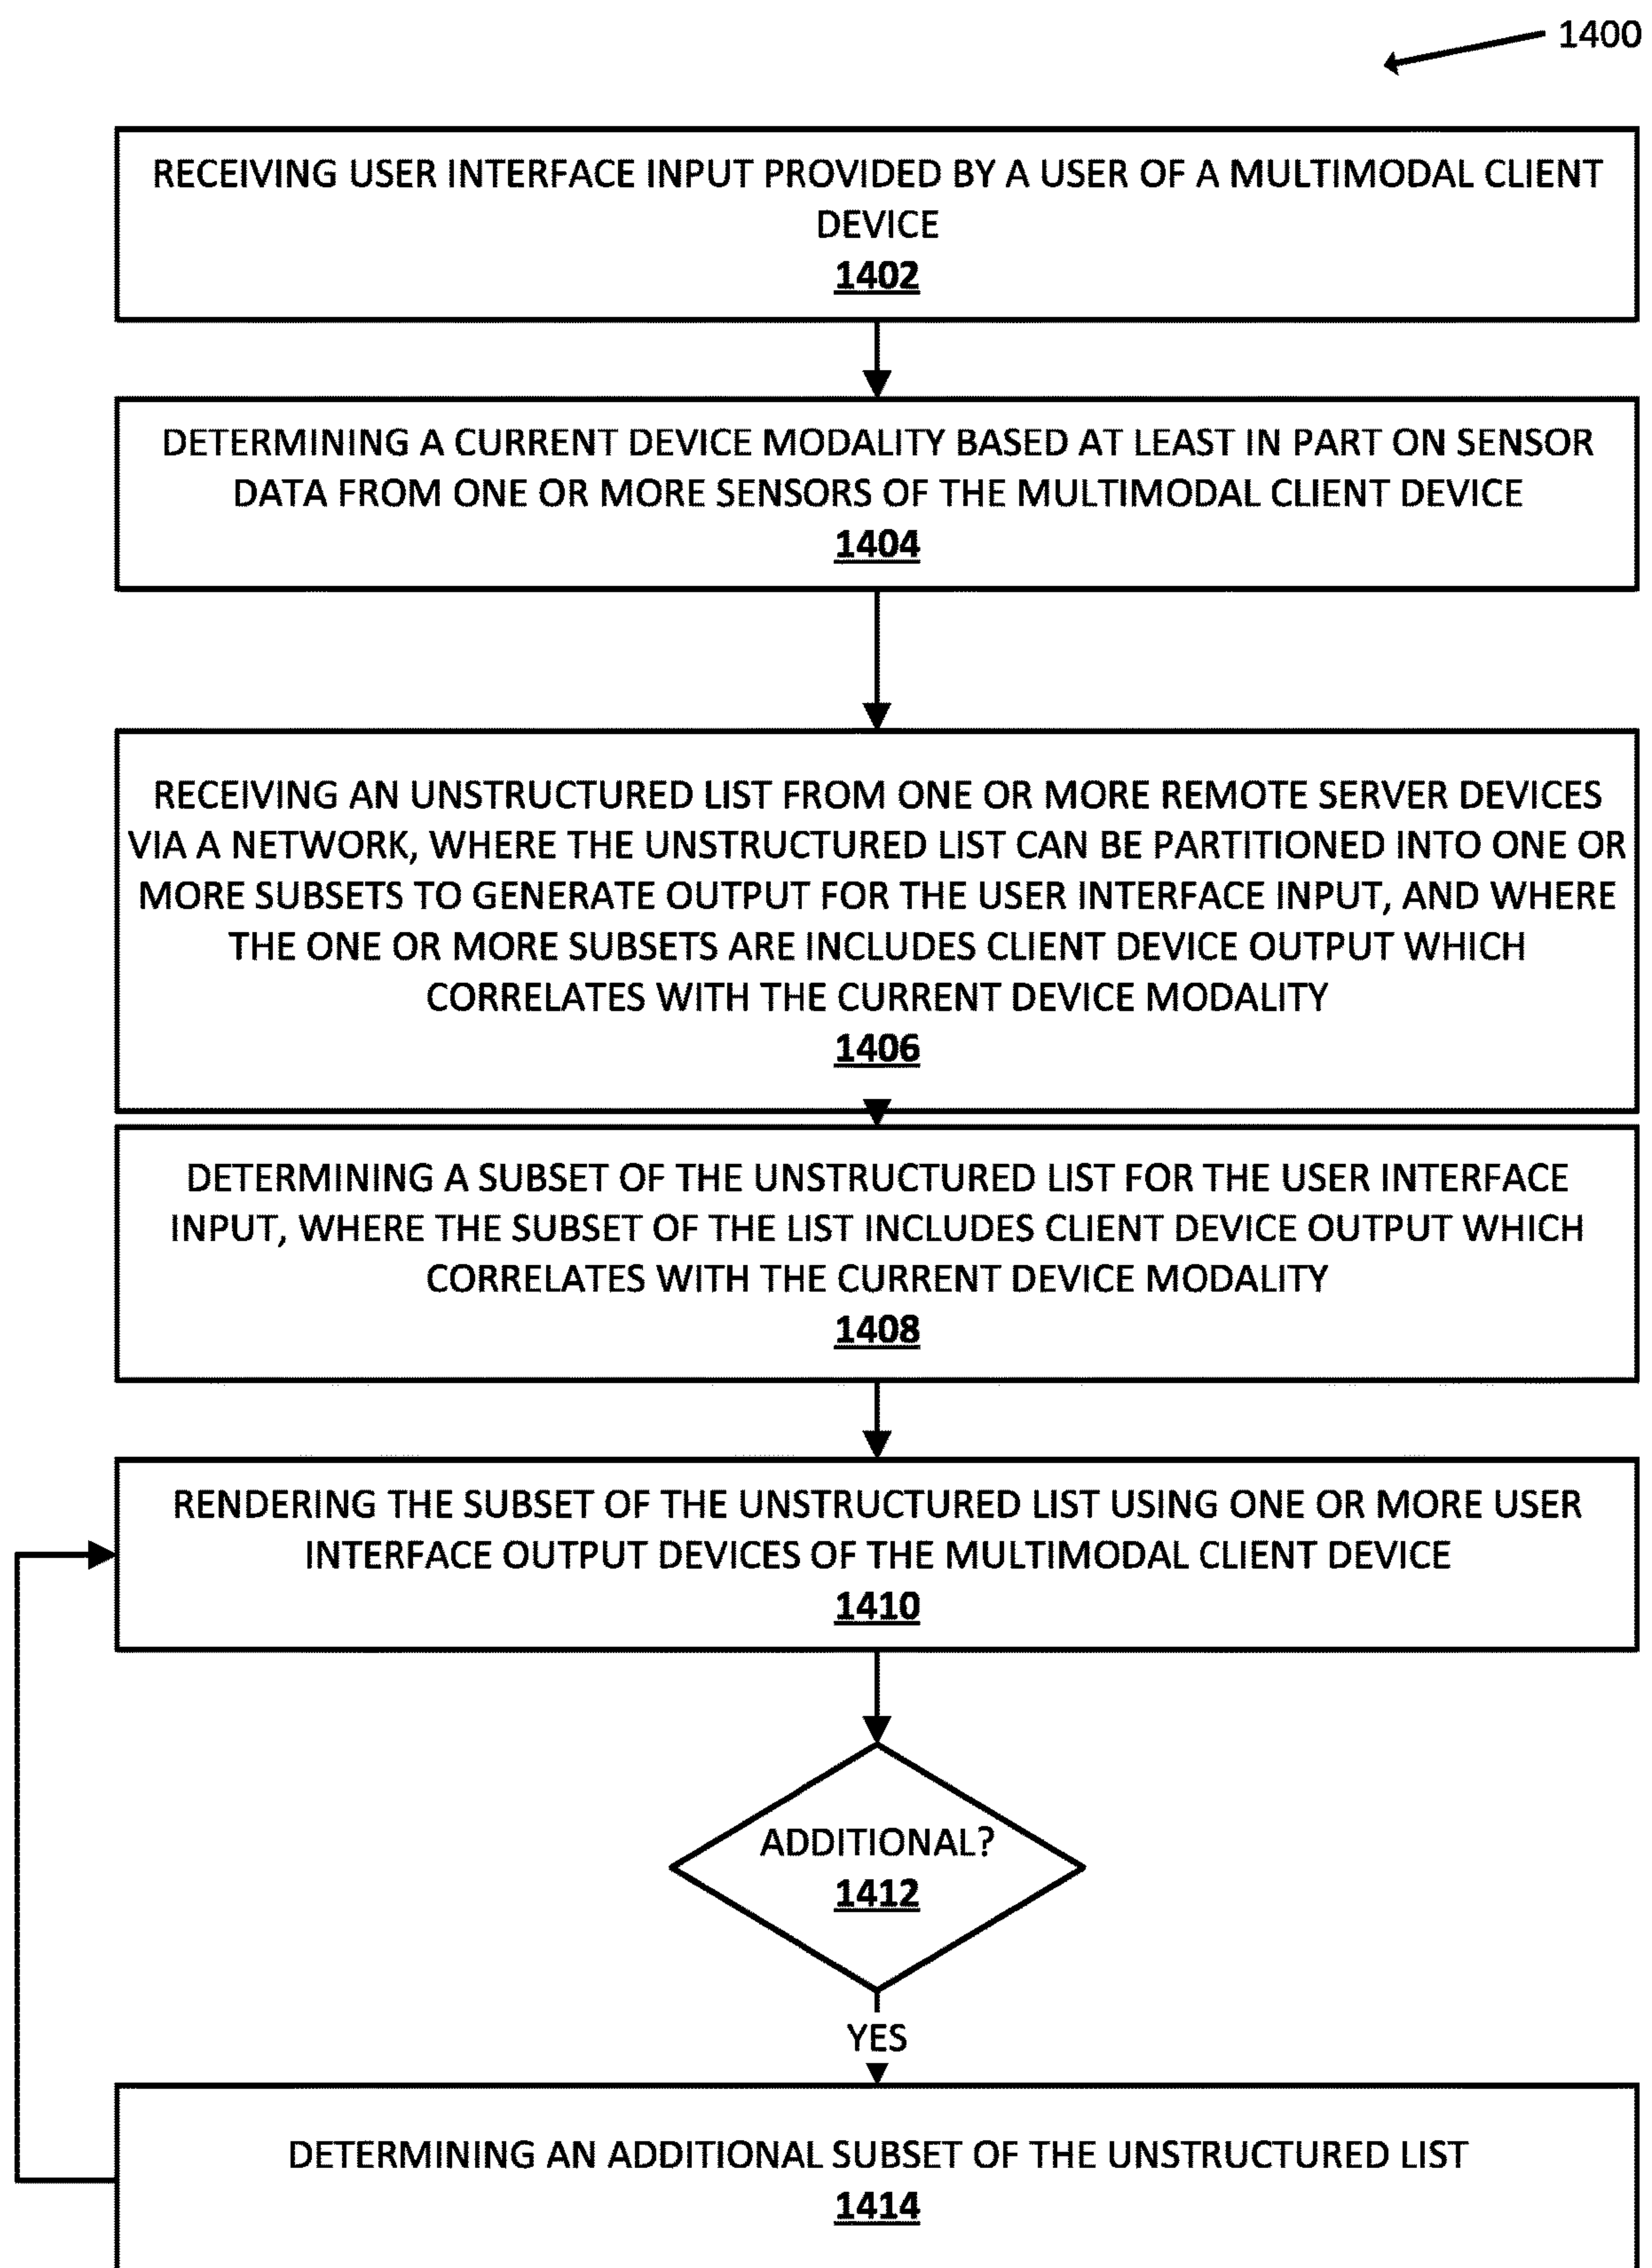 1400
RECEIVING USER INTERFACE INPUT PROVIDED BY A USER OF A MULTIMODAL CLIENT
DEVICE
1402
DETERMINING A CURRENT DEVICE MODALITY BASED AT LEAST IN PART ON SENSOR
DATA FROM ONE OR MORE SENSORS OF THE MULTIMODAL CLIENT DEVICE
1404
RECEIVING AN UNSTRUCTURED LIST FROM ONE OR MORE REMOTE SERVER DEVICES
VIA A NETWORK, WHERE THE UNSTRUCTURED LIST CAN BE PARTITIONED INTO ONE OR
MORE SUBSETS TO GENERATE OUTPUT FOR THE USER INTERFACE INPUT, AND WHERE
THE ONE OR MORE SUBSETS ARE INCLUDES CLIENT DEVICE OUTPUT WHICH
CORRELATES WITH THE CURRENT DEVICE MODALITY
1406
DETERMINING A SUBSET OF THE UNSTRUCTURED LIST FOR THE USER INTERFACE
INPUT, WHERE THE SUBSET OF THE LIST INCLUDES CLIENT DEVICE OUTPUT WHICH
CORRELATES WITH THE CURRENT DEVICE MODALITY
1408
RENDERING THE SUBSET OF THE UNSTRUCTURED LIST USING ONE OR MORE USER
INTERFACE OUTPUT DEVICES OF THE MULTIMODAL CLIENT DEVICE
1410
ADDITIONAL?
1412
YES
DETERMINING AN ADDITIONAL SUBSET OF THE UNSTRUCTURED LIST
1414